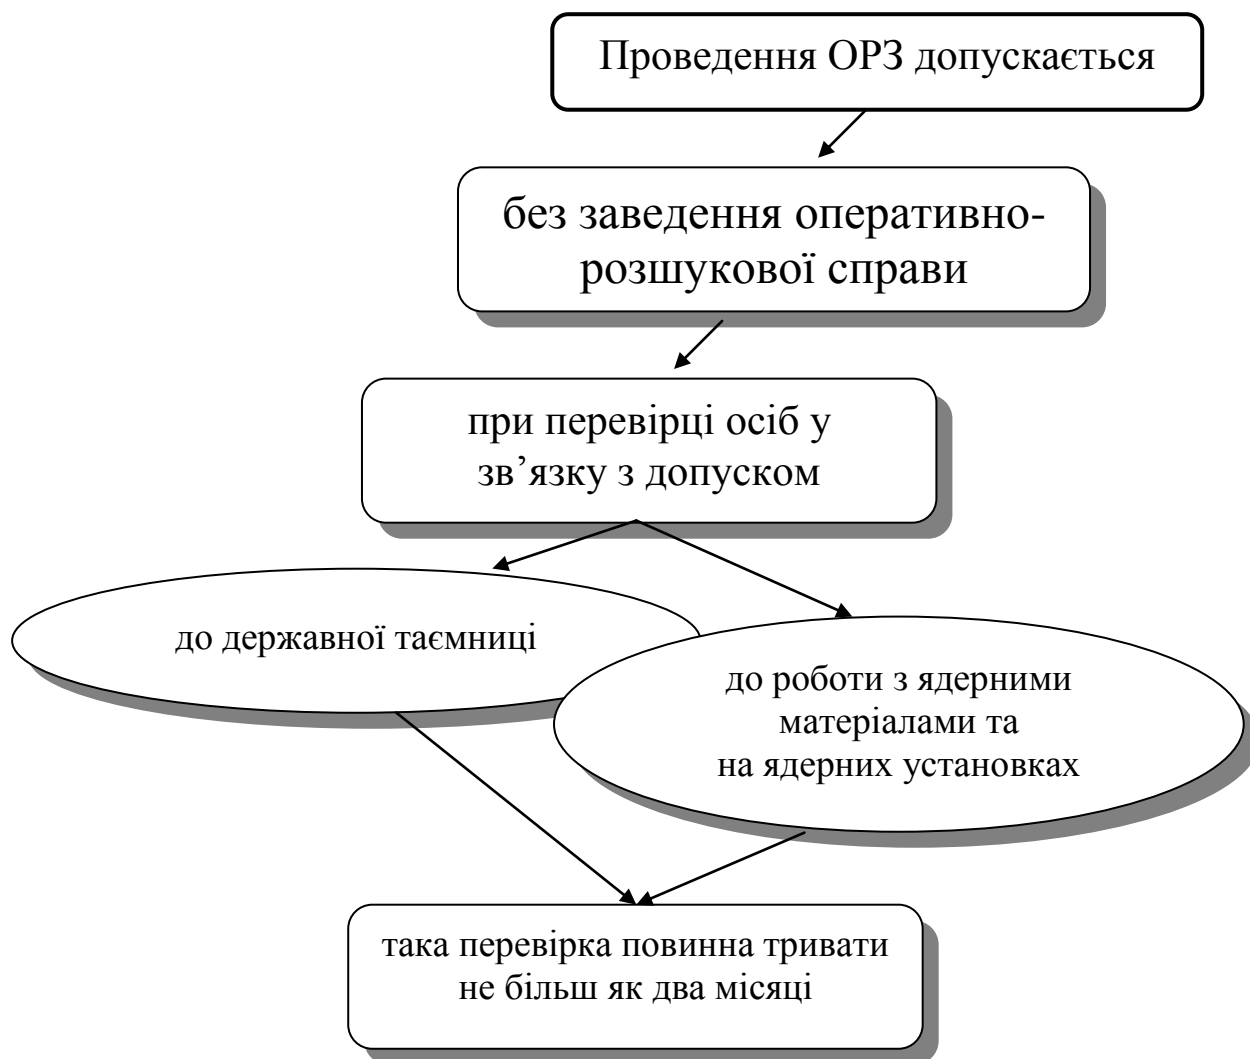 Проведення ОРЗ допускається
без заведення оперативно-
розшукової справи
при перевірці осіб у
зв’язку з допуском
до державної таємниці
до роботи з ядерними
матеріалами та
на ядерних установках
така перевірка повинна тривати
не більш як два місяці